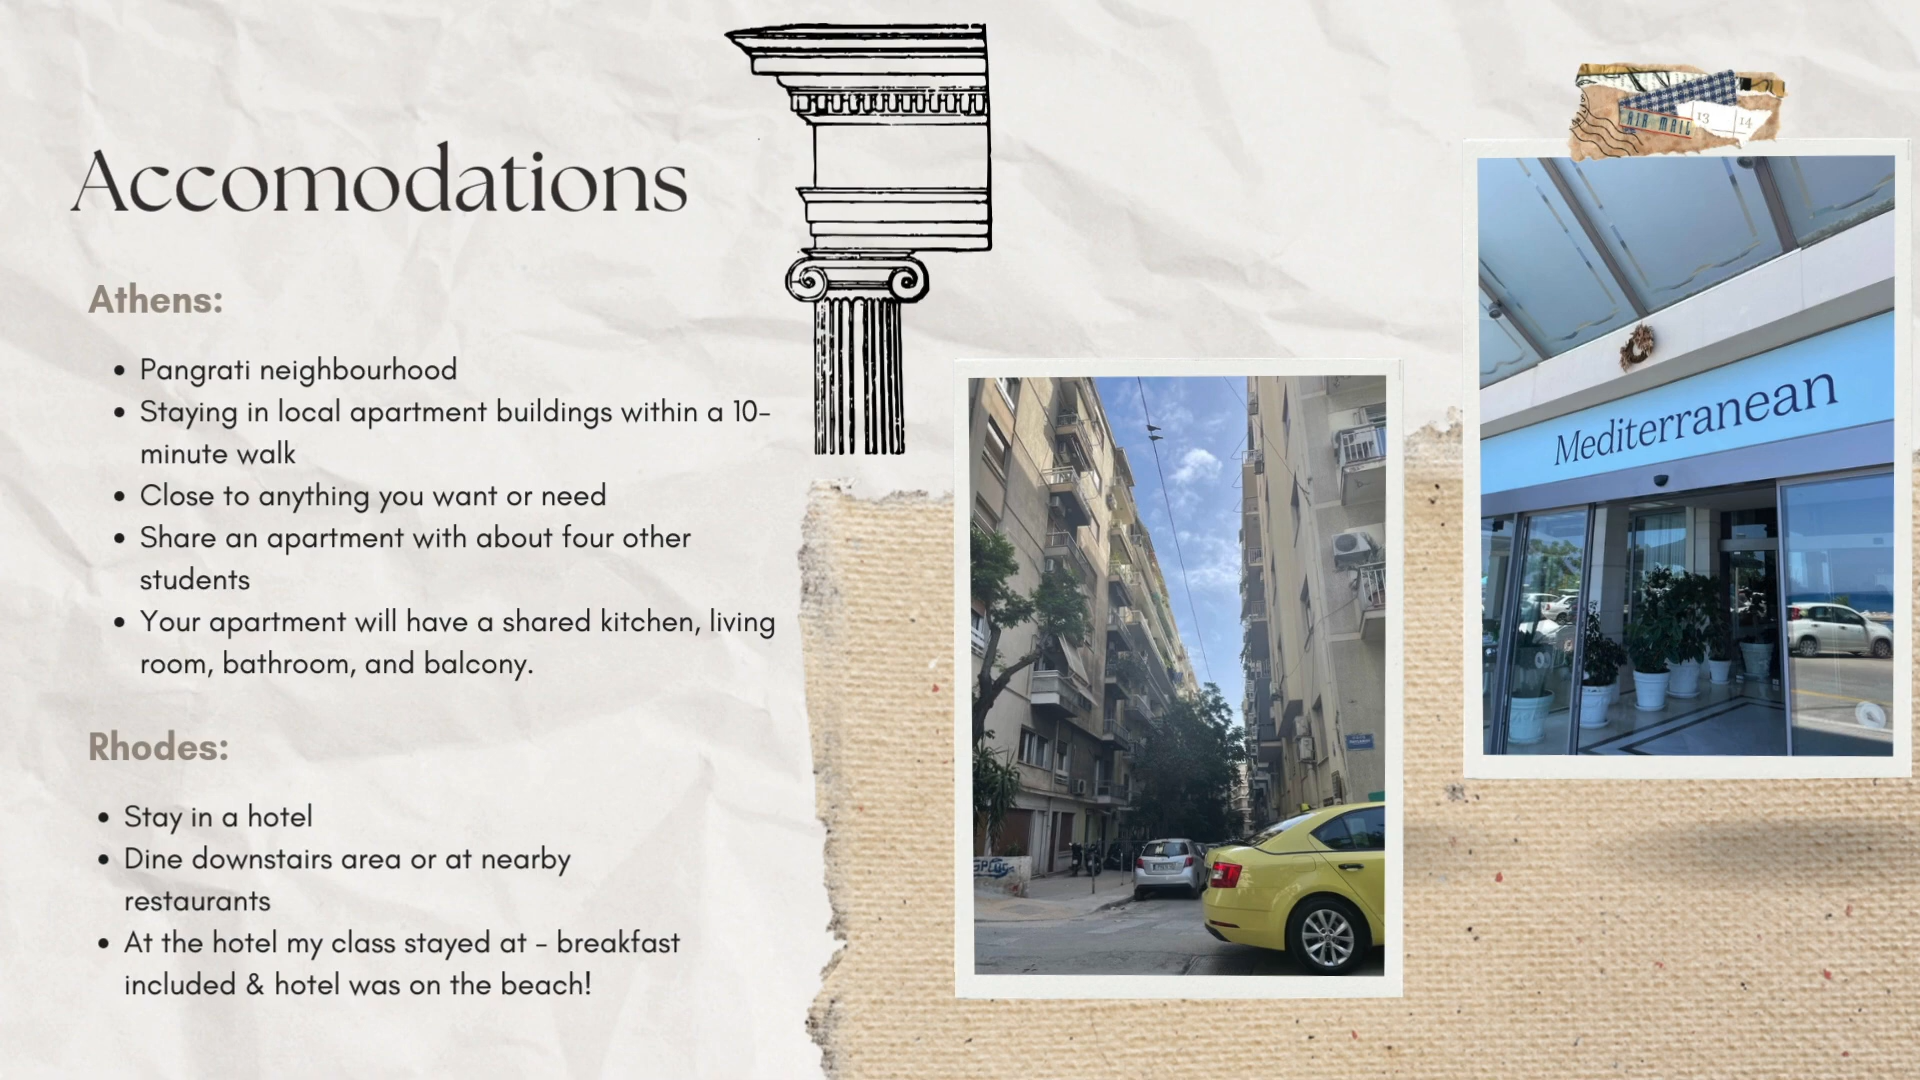 Accomodations
Athens:
Pangrati neighbourhood
Staying in local apartment buildings within a 10-
minute walk
Close to anything you want or need
Share an apartment with about four other
students
Your apartment will have a shared kitchen, living
room, bathroom, and balcony.
Rhodes:
Stay in a hotel
Dine downstairs area or at nearby
restaurants
At the hotel my class stayed at - breakfast
included & hotel was on the beach!
AIR MAIL
13
14
Mediterranean